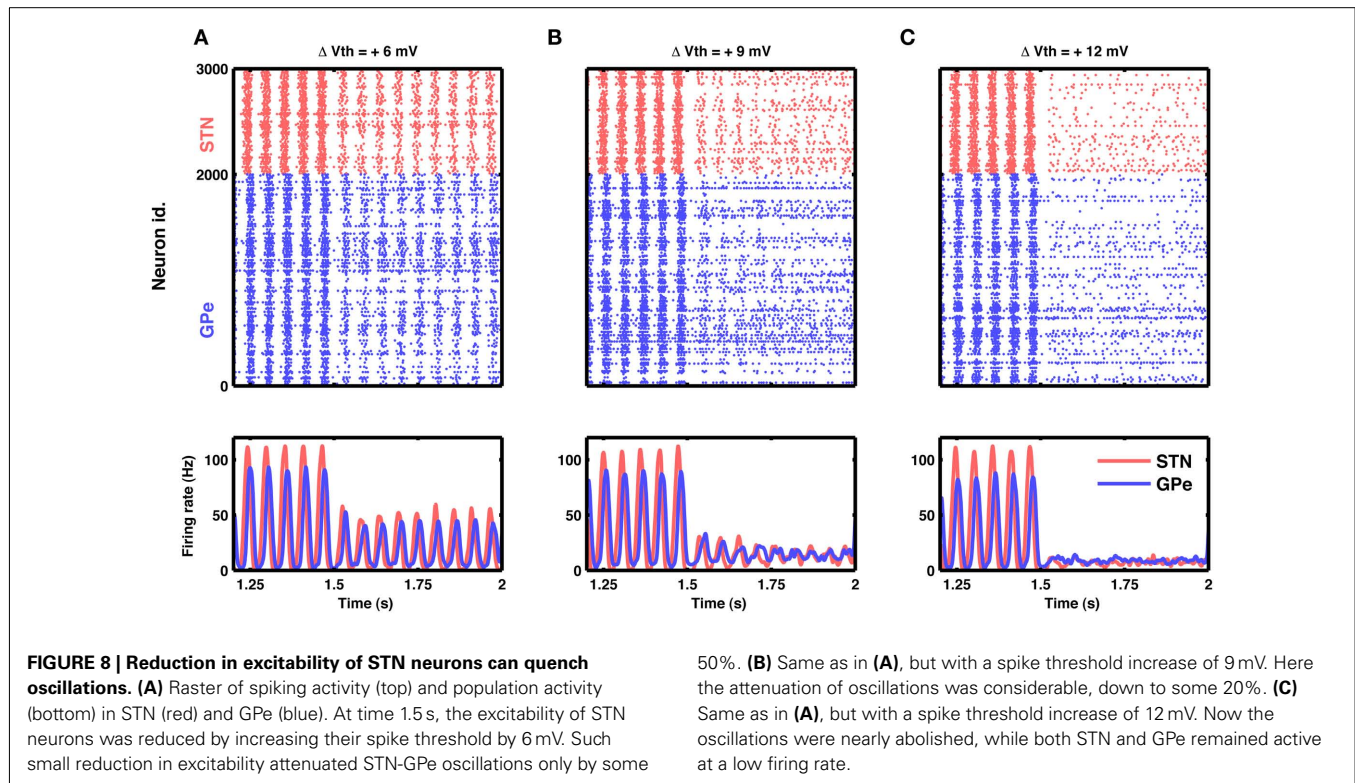 A
B
C
Δ Vth = + 6 mV
Δ Vth = + 9 mV
Δ Vth = + 12 mV
3000
STN
2000
Neuron id.
GPe
0
Firing rate (Hz)
100
50
0
1.25
1.5
1.75
2
Time (s)
100
50
0
1.25
1.5
1.75
2
Time (s)
100
50
0
1.25
1.5
1.75
2
Time (s)
STN
GPe
FIGURE 8 | Reduction in excitability of STN neurons can quench
oscillations. (A) Raster of spiking activity (top) and population activity
(bottom) in STN (red) and GPe (blue). At time 1.5 s, the excitability of STN
neurons was reduced by increasing their spike threshold by 6 mV. Such
small reduction in excitability attenuated STN-GPe oscillations only by some
50%. (B) Same as in (A), but with a spike threshold increase of 9 mV. Here
the attenuation of oscillations was considerable, down to some 20%. (C)
Same as in (A), but with a spike threshold increase of 12 mV. Now the
oscillations were nearly abolished, while both STN and GPe remained active
at a low firing rate.